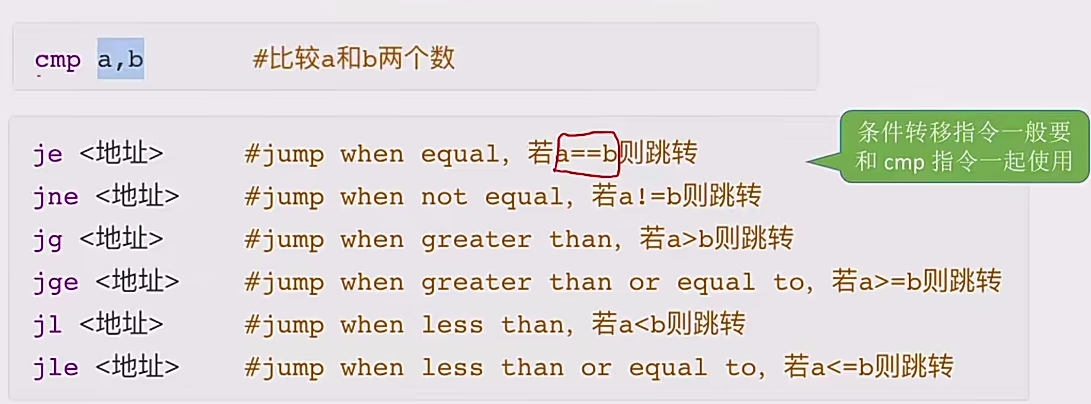 cmp a,b #比较a和b两个数
je <地址> #jump when equal，若a==b则跳转
条件转移指令一般要
和 cmp 指令一起使用
jne <地址> #jump when not equal，若a!=b则跳转
jg <地址> #jump when greater than，若a>b则跳转
jge <地址> #jump when greater than or equal to，若a>=b则跳转
jl <地址> #jump when less than，若a<b则跳转
jle <地址> #jump when less than or equal to，若a<=b则跳转